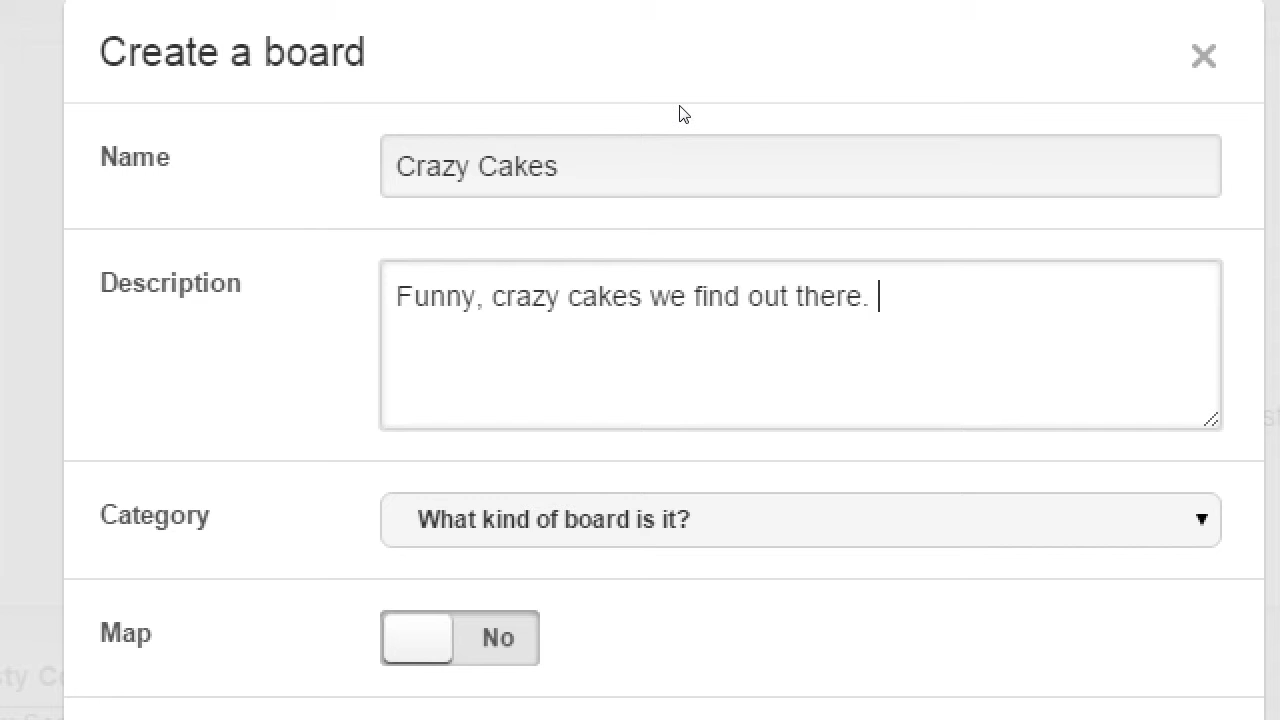 Create a board
Name
Crazy Cakes
Description
Funny, crazy cakes we find out there.
Category
What kind of board is it?
Map
No